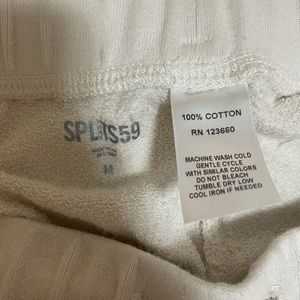 SPLITS59
M
100% COTTON
RN 123660
MACHINE WASH COLD
GENTLE CYCLE
WITH SIMILAR COLORS
DO NOT BLEACH
TUMBLE DRY LOW
COOL IRON IF NEEDED